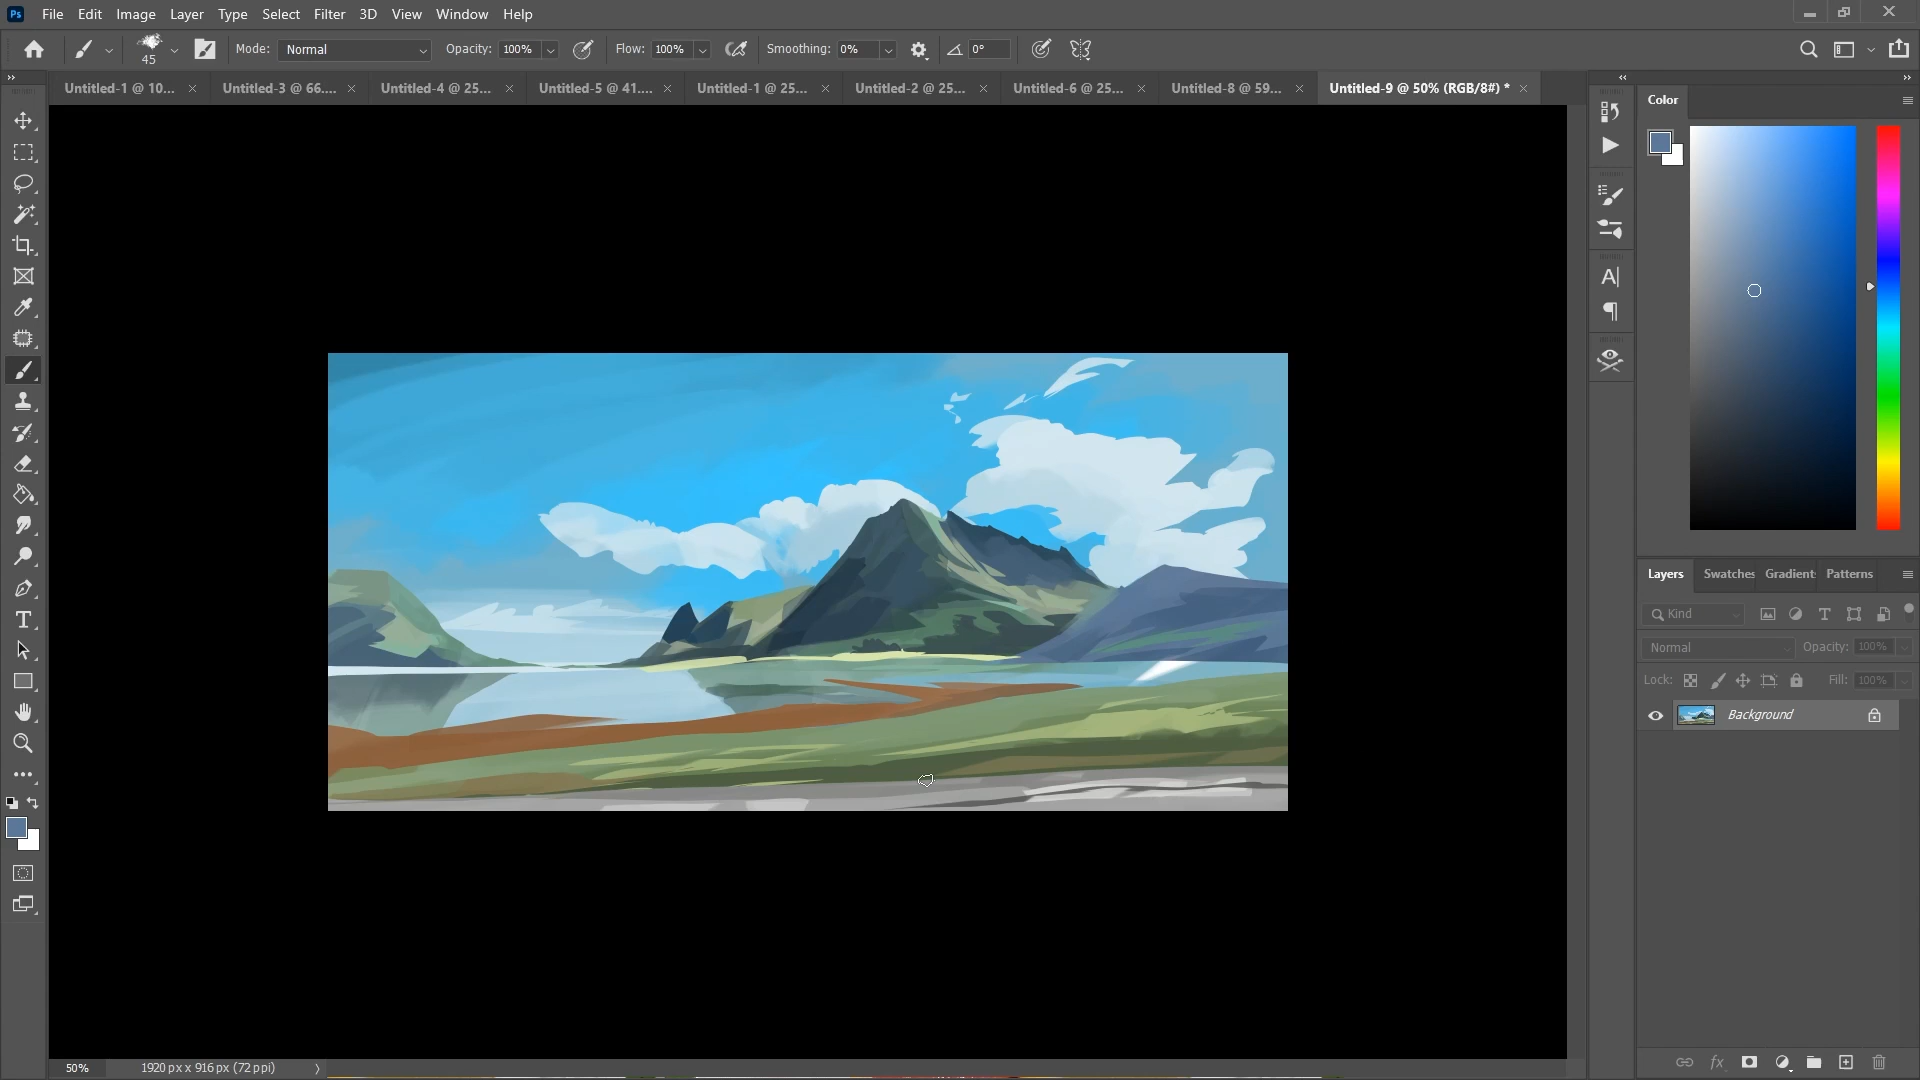 Ps File Edit Image Layer Type Select Filter 3D View Window Help
45 Mode: Normal Opacity: 100% Flow: 100% Smoothing: 0% 0°
Untitled-1 @ 10... Untitled-3 @ 66.... Untitled-4 @ 25... Untitled-5 @ 41.... Untitled-1 @ 25... Untitled-2 @ 25... Untitled-6 @ 25... Untitled-8 @ 59... Untitled-9 @ 50% (RGB/8#) *
Color
Layers Swatches Gradient Patterns
Kind
Normal Opacity: 100%
Lock: Fill: 100%
Background
fx
50% 1920 px x 916 px (72 ppi)